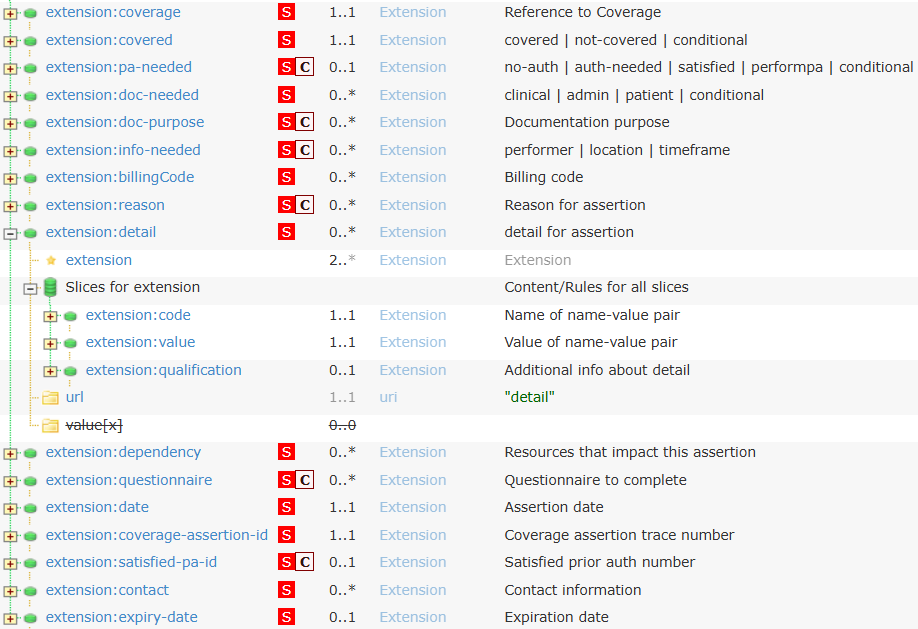 extension:coverage S 1..1 Extension Reference to Coverage
extension:covered S 1..1 Extension covered | not-covered | conditional
extension:pa-needed S C 0..1 Extension no-auth | auth-needed | satisfied | performpa | conditional
extension:doc-needed S 0..* Extension clinical | admin | patient | conditional
extension:doc-purpose S C 0..* Extension Documentation purpose
extension:info-needed S C 0..* Extension performer | location | timeframe
extension:billingCode S 0..* Extension Billing code
extension:reason S C 0..* Extension Reason for assertion
extension:detail S 0..* Extension detail for assertion
extension 2..* Extension Extension
Slices for extension Content/Rules for all slices
extension:code 1..1 Extension Name of name-value pair
extension:value 1..1 Extension Value of name-value pair
extension:qualification 0..1 Extension Additional info about detail
url 1..1 uri "detail"
value[x] 0..0
extension:dependency S 0..* Extension Resources that impact this assertion
extension:questionnaire S C 0..* Extension Questionnaire to complete
extension:date S 1..1 Extension Assertion date
extension:coverage-assertion-id S 1..1 Extension Coverage assertion trace number
extension:satisfied-pa-id S C 0..1 Extension Satisfied prior auth number
extension:contact S 0..* Extension Contact information
extension:expiry-date S 0..1 Extension Expiration date